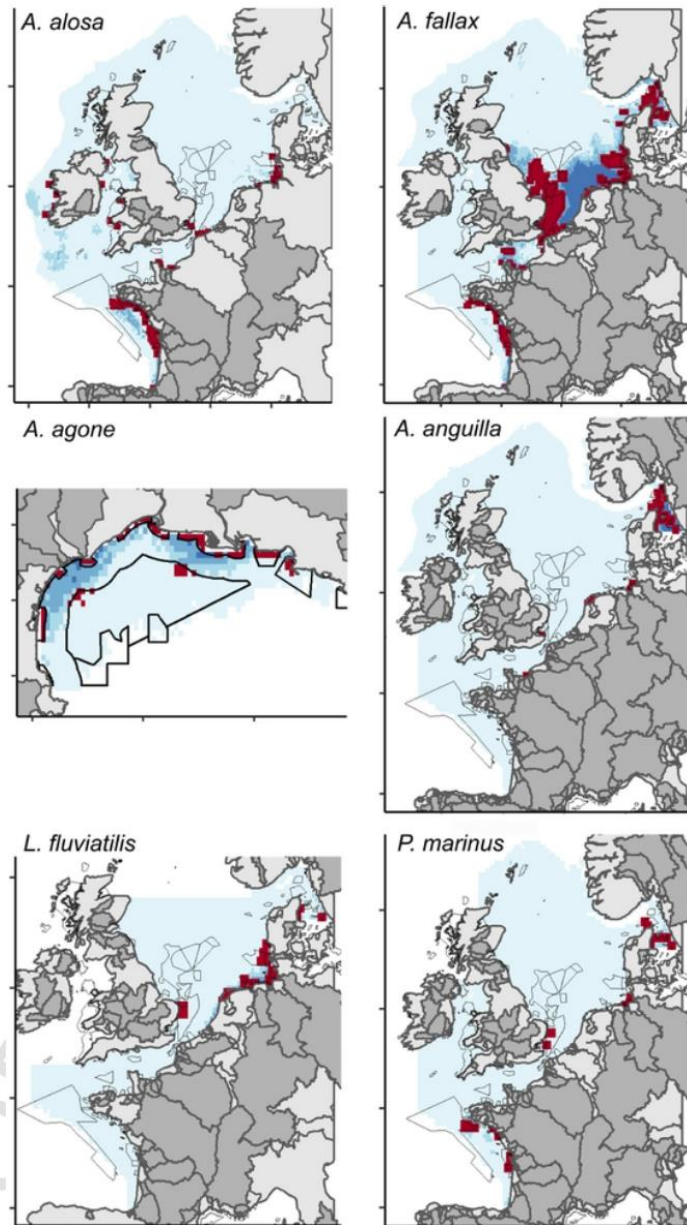 A. alosa
A. fallax
A. agone
A. anguilla
L. fluviatilis
P. marinus